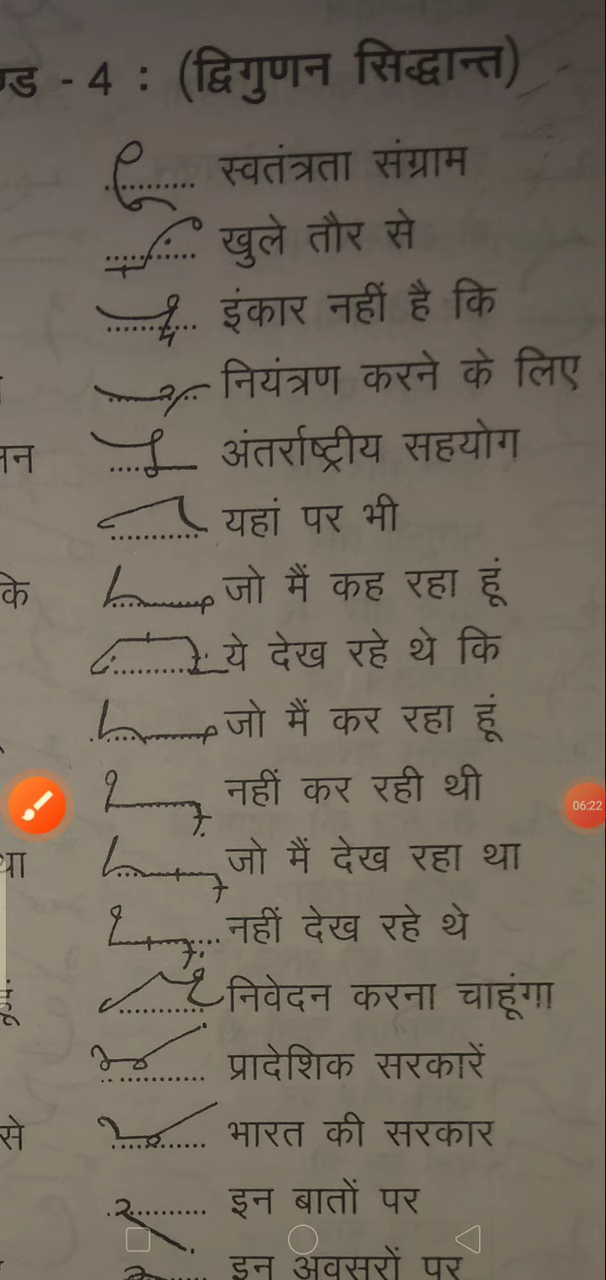 ण्ड - 4 : (द्विगुणन सिद्धान्त)
स्वतंत्रता संग्राम
खुले तौर से
इंकार नहीं है कि
नियंत्रण करने के लिए
अंतर्राष्ट्रीय सहयोग
यहां पर भी
कि जो मैं कह रहा हूं
ये देख रहे थे कि
जो मैं कर रहा हूं
नहीं कर रही थी
06:22
था जो मैं देख रहा था
नहीं देख रहे थे
निवेदन करना चाहूंगा
प्रादेशिक सरकारें
से भारत की सरकार
इन बातों पर
इन अवसरों पर